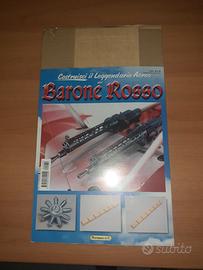 Costruisci il Leggendario Aereo
Barone Rosso
subito